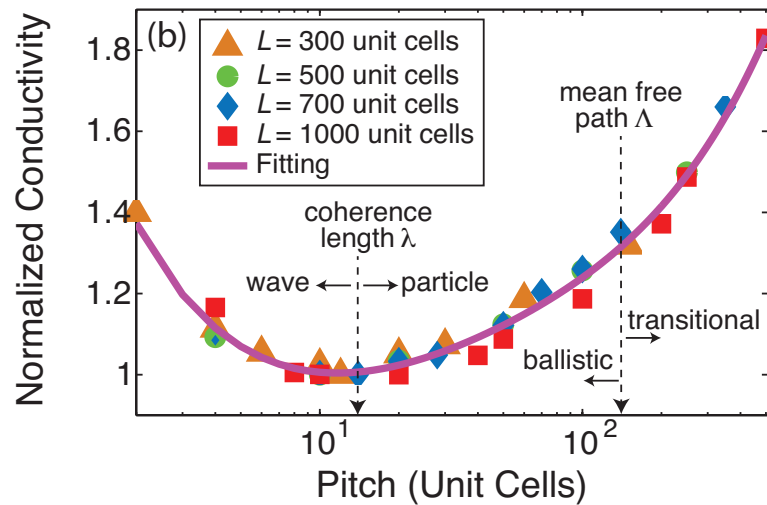 (b)
L = 300 unit cells
L = 500 unit cells
L = 700 unit cells
L = 1000 unit cells
Fitting
mean free
path Λ
coherence
length λ
wave
particle
transitional
ballistic
Normalized Conductivity
1.8
1.6
1.4
1.2
1
10¹
10²
Pitch (Unit Cells)